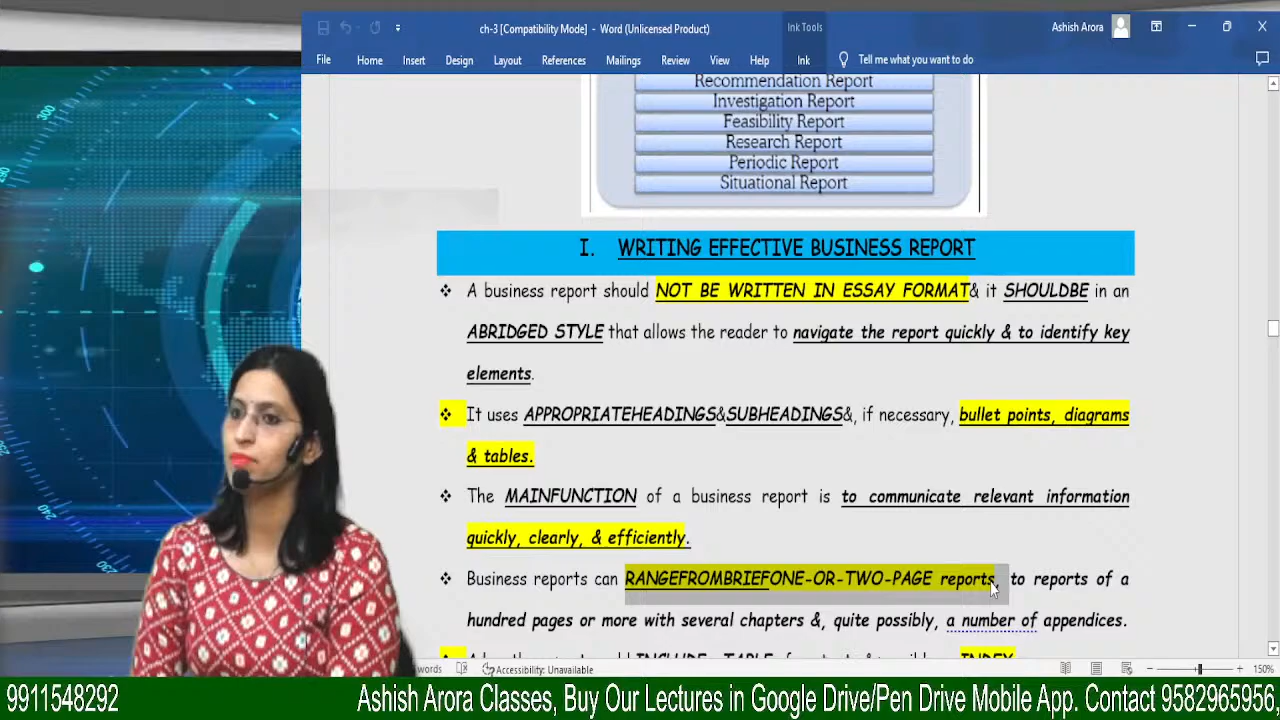 ch-3 [Compatibility Mode] - Word (Unlicensed Product)
Ink Tools
Ashish Arora
File Home Insert Design Layout References Mailings Review View Help Ink Tell me what you want to do
Recommendation Report
Investigation Report
Feasibility Report
Research Report
Periodic Report
Situational Report
I. WRITING EFFECTIVE BUSINESS REPORT
❖ A business report should NOT BE WRITTEN IN ESSAY FORMAT& it SHOULDBE in an
ABRIDGED STYLE that allows the reader to navigate the report quickly & to identify key
elements.
❖ It uses APPROPRIATEHEADINGS&SUBHEADINGS&, if necessary, bullet points, diagrams
& tables.
❖ The MAINFUNCTION of a business report is to communicate relevant information
quickly, clearly, & efficiently.
❖ Business reports can RANGEFROMBRIEFONE-OR-TWO-PAGE reports, to reports of a
hundred pages or more with several chapters &, quite possibly, a number of appendices.
INCLUDE TABLE INDEX
words Accessibility: Unavailable 150%
300
240
9911548292 Ashish Arora Classes, Buy Our Lectures in Google Drive/Pen Drive Mobile App. Contact 9582965956,